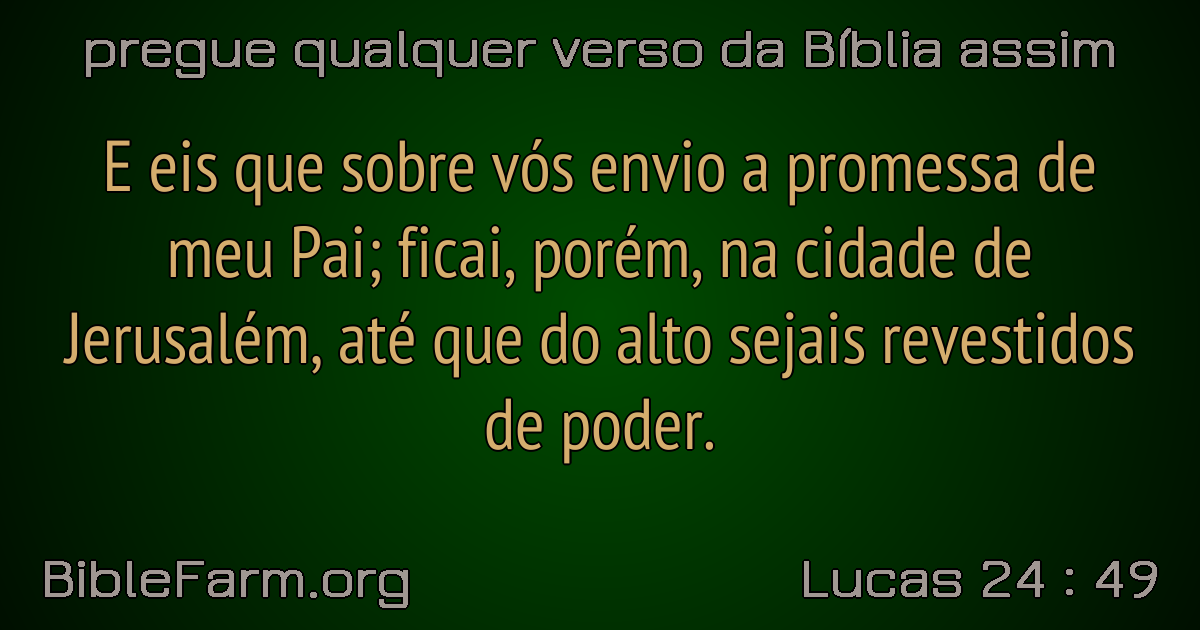 pregue qualquer verso da Bíblia assim
E eis que sobre vós envio a promessa de
meu Pai; ficai, porém, na cidade de
Jerusalém, até que do alto sejais revestidos
de poder.
BibleFarm.org
Lucas 24 : 49